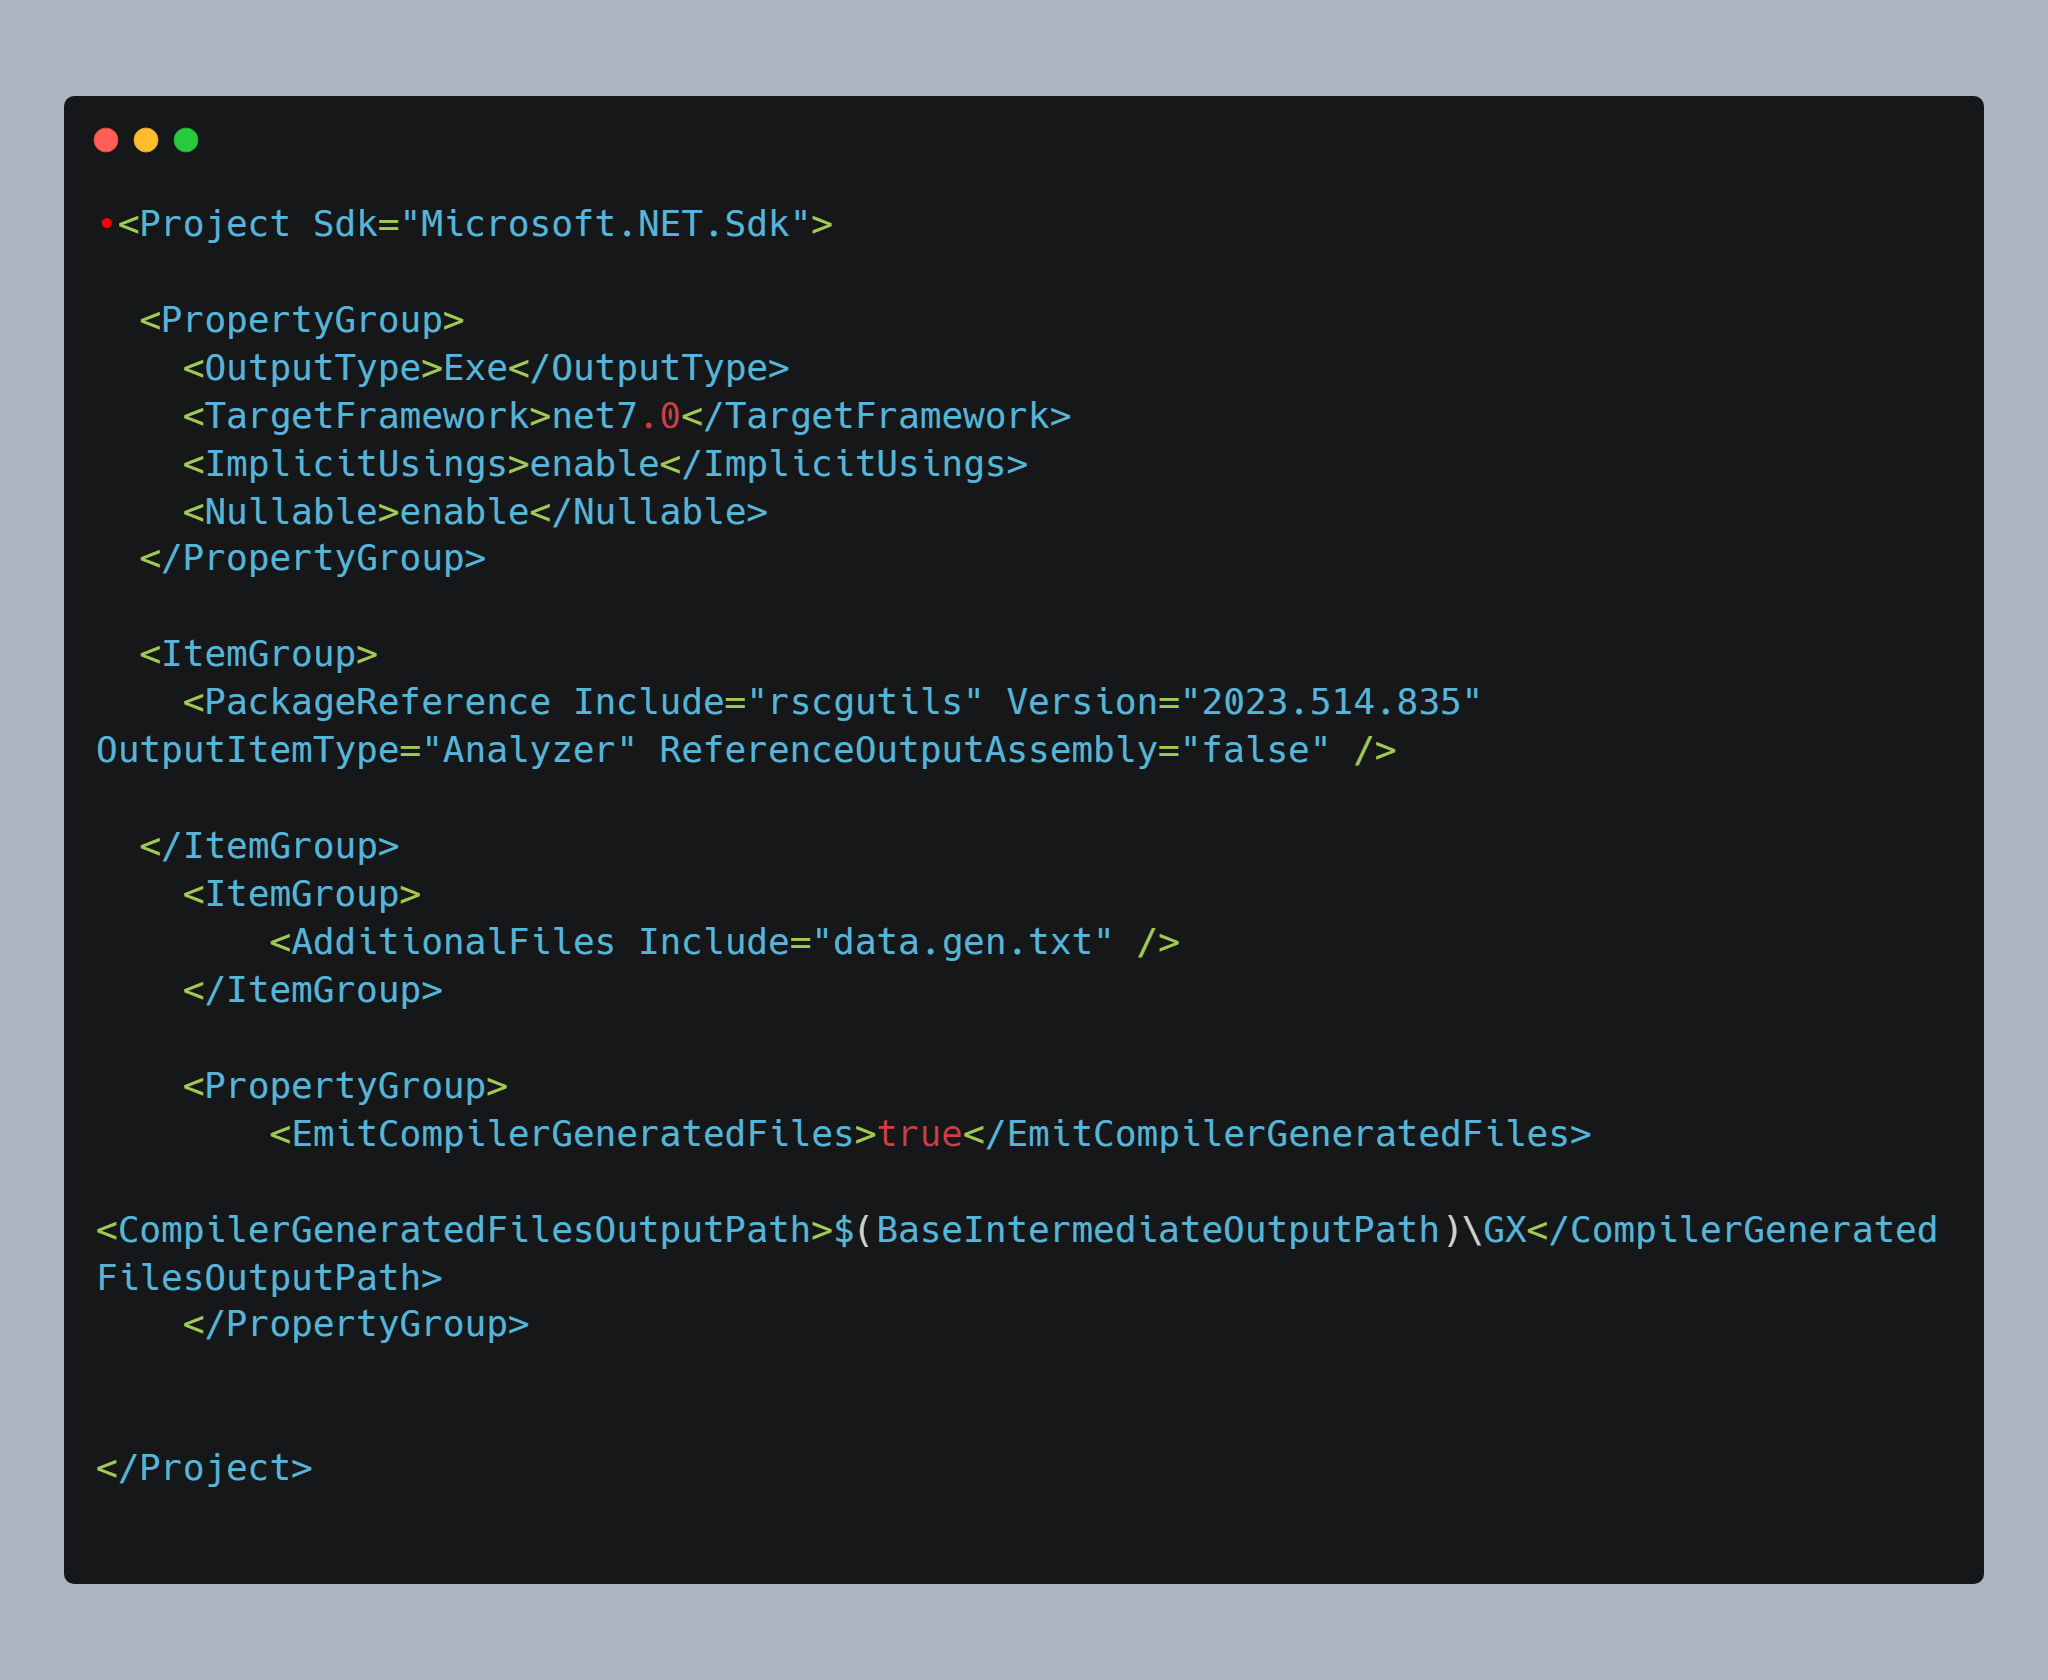 •<Project Sdk="Microsoft.NET.Sdk">

  <PropertyGroup>
    <OutputType>Exe</OutputType>
    <TargetFramework>net7.0</TargetFramework>
    <ImplicitUsings>enable</ImplicitUsings>
    <Nullable>enable</Nullable>
  </PropertyGroup>

  <ItemGroup>
    <PackageReference Include="rscgutils" Version="2023.514.835"
OutputItemType="Analyzer" ReferenceOutputAssembly="false" />

  </ItemGroup>
    <ItemGroup>
        <AdditionalFiles Include="data.gen.txt" />
    </ItemGroup>

    <PropertyGroup>
        <EmitCompilerGeneratedFiles>true</EmitCompilerGeneratedFiles>

<CompilerGeneratedFilesOutputPath>$(BaseIntermediateOutputPath)\GX</CompilerGenerated
FilesOutputPath>
    </PropertyGroup>


</Project>